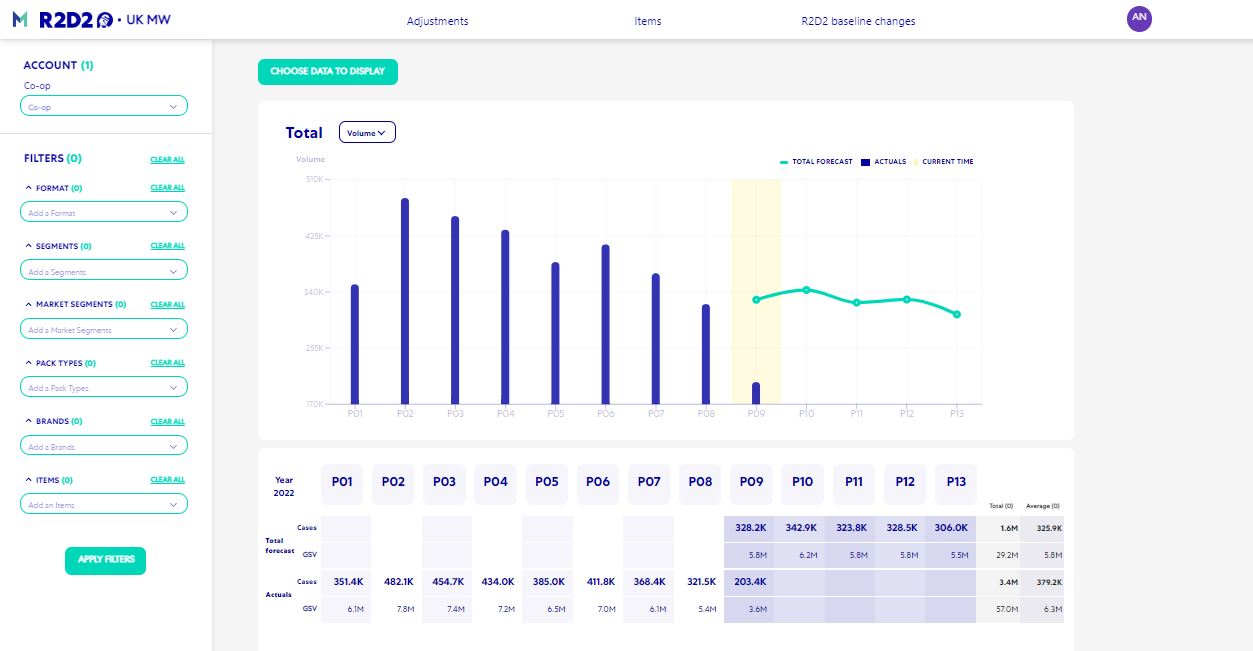 R2D2 • UK MW
Adjustments
Items
R2D2 baseline changes
AN
ACCOUNT (1)
Co-op
Co-op
FILTERS (0) CLEAR ALL
FORMAT (0) CLEAR ALL
Add a Format
SEGMENTS (0) CLEAR ALL
Add a Segments
MARKET SEGMENTS (0) CLEAR ALL
Add a Market Segments
PACK TYPES (0) CLEAR ALL
Add a Pack Types
BRANDS (0) CLEAR ALL
Add a Brands
ITEMS (0) CLEAR ALL
Add an Items
APPLY FILTERS
CHOOSE DATA TO DISPLAY
Total Volume
Volume
TOTAL FORECAST ACTUALS CURRENT TIME
510K
425K
340K
255K
170K
P01 P02 P03 P04 P05 P06 P07 P08 P09 P10 P11 P12 P13
Year 2022 P01 P02 P03 P04 P05 P06 P07 P08 P09 P10 P11 P12 P13 Total (0) Average (0)
Total forecast
Cases 328.2K 342.9K 323.8K 328.5K 306.0K 1.6M 325.9K
GSV 5.8M 6.2M 5.8M 5.8M 5.5M 29.2M 5.8M
Actuals
Cases 351.4K 482.1K 454.7K 434.0K 385.0K 411.8K 368.4K 321.5K 203.4K 3.4M 379.2K
GSV 6.1M 7.8M 7.4M 7.2M 6.5M 7.0M 6.1M 5.4M 3.6M 57.0M 6.3M